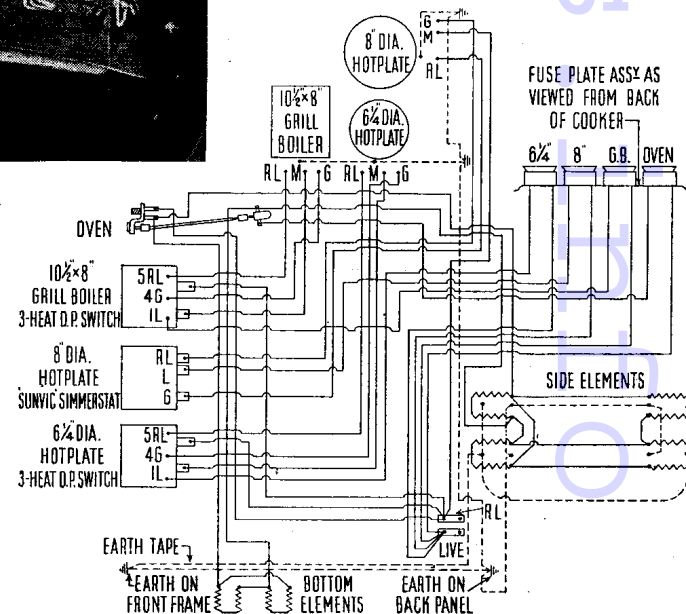 G
M
8" DIA.
HOTPLATE
RL
FUSE PLATE ASSY AS
VIEWED FROM BACK
OF COOKER
10½"×8"
GRILL
BOILER
6¼" DIA.
HOTPLATE
6¼" 8" G.B. OVEN
RL M G RL M G
OVEN
10½"×8"
GRILL BOILER
3-HEAT D.P. SWITCH
5RL
4G
1L
8" DIA.
HOTPLATE
"SUNVIC" SIMMERSTAT
RL
L
G
SIDE ELEMENTS
6¼" DIA.
HOTPLATE
3-HEAT D.P. SWITCH
5RL
4G
1L
RL
LIVE
EARTH TAPE
EARTH ON
FRONT FRAME
BOTTOM
ELEMENTS
EARTH ON
BACK PANEL